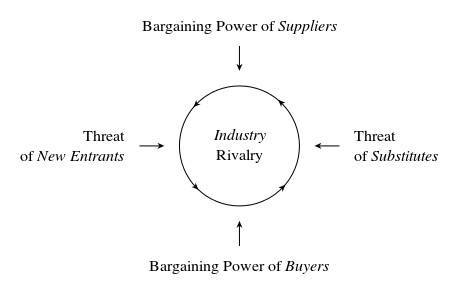 Bargaining Power of Suppliers
Threat
of New Entrants
Industry
Rivalry
Threat
of Substitutes
Bargaining Power of Buyers